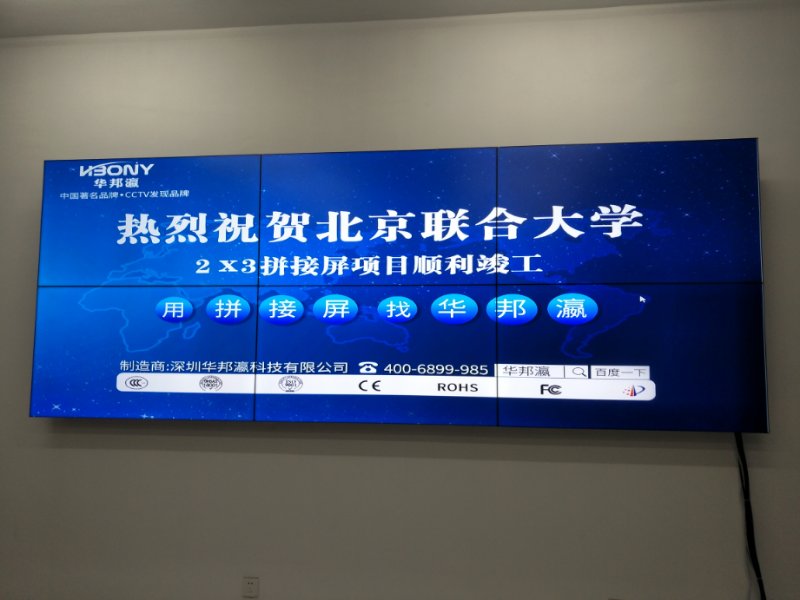 HBONY
华邦瀛
中国著名品牌+CCTV发现品牌
热烈祝贺北京联合大学
2X3拼接屏项目顺利竣工
用拼接屏找华邦瀛
制造商:深圳华邦瀛科技有限公司 400-6899-985 华邦瀛 百度一下
CCC CE ROHS FC